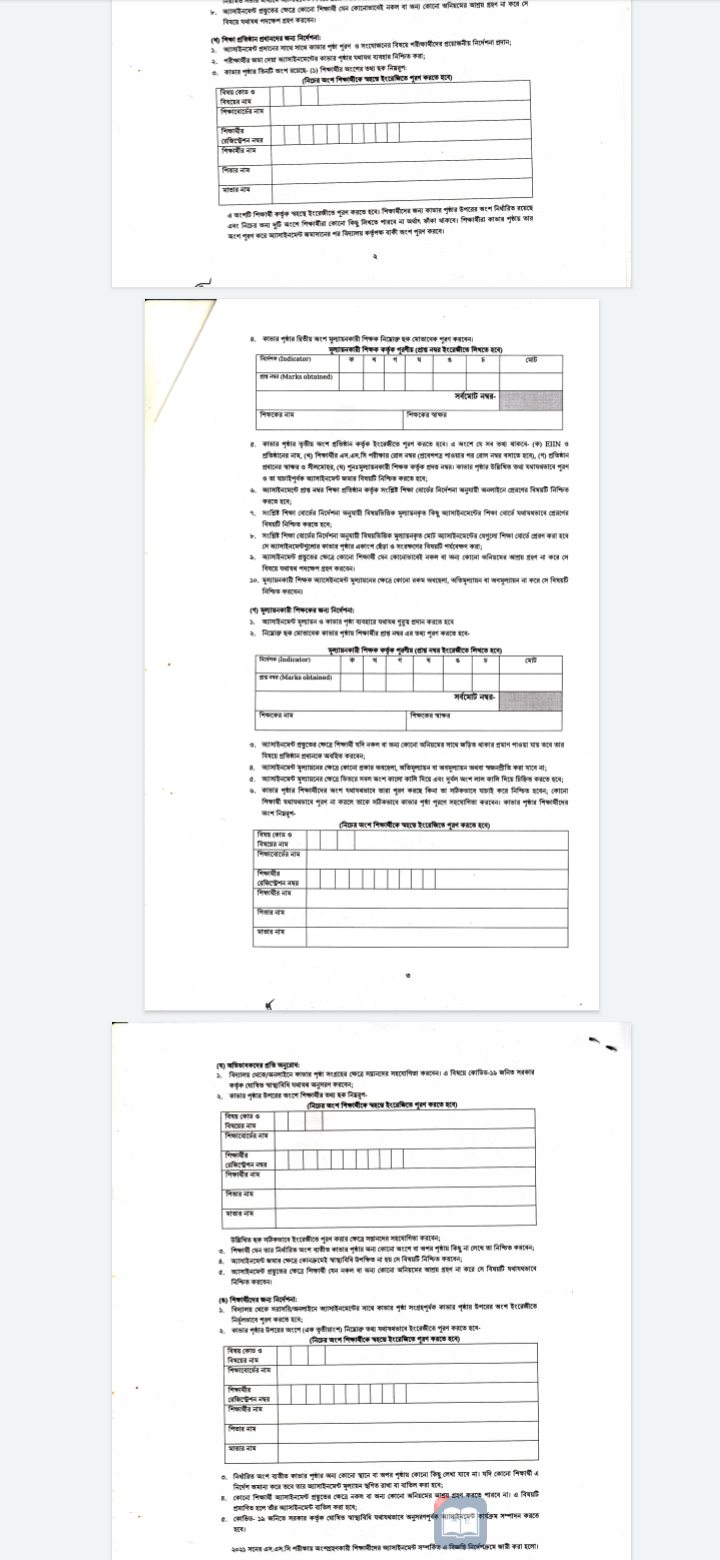 ৮. অ্যাসাইনমেন্ট প্রস্তুতের ক্ষেত্রে কোনো শিক্ষার্থী যেন কোনোভাবেই নকল বা অন্য কোনো অনিয়মের আশ্রয় গ্রহণ না করে সে
বিষয়ে যথাযথ পদক্ষেপ গ্রহণ করবেন।
(খ) শিক্ষা প্রতিষ্ঠান প্রধানদের জন্য নির্দেশনা:
১. অ্যাসাইনমেন্ট প্রদানের সাথে সাথে কাভার পৃষ্ঠা পূরণ ও সংযোজনের বিষয়ে পরীক্ষার্থীদের প্রয়োজনীয় নির্দেশনা প্রদান;
২. পরীক্ষার্থীর জমা দেয়া অ্যাসাইনমেন্টের কাভার পৃষ্ঠার যথাযথ ব্যবহার নিশ্চিত করা;
৩. কাভার পৃষ্ঠার তিনটি অংশ রয়েছে- (১) শিক্ষার্থীর অংশের তথ্য ছক নিম্নরূপ:
(নিচের অংশ শিক্ষার্থীকে স্বহস্তে ইংরেজিতে পূরণ করতে হবে)
বিষয় কোড ও
বিষয়ের নাম
শিক্ষাবোর্ডের নাম
শিক্ষার্থীর
রেজিস্ট্রেশন নম্বর
শিক্ষার্থীর নাম
পিতার নাম
মাতার নাম
এ অংশটি শিক্ষার্থী কর্তৃক স্বহস্তে ইংরেজীতে পূরণ করতে হবে। শিক্ষার্থীদের জন্য কাভার পৃষ্ঠার উপরের অংশ নির্ধারিত রয়েছে
এবং নিচের অন্য দুটি অংশে শিক্ষার্থীরা কোনো কিছু লিখতে পারবে না অর্থাৎ ফাঁকা থাকবে। শিক্ষার্থীরা কাভার পৃষ্ঠায় তার
অংশ পূরণ করে অ্যাসাইনমেন্ট জমাদানের পর বিদ্যালয় কর্তৃপক্ষ বাকী অংশ পূরণ করবে।
২
৪. কাভার পৃষ্ঠার দ্বিতীয় অংশ মূল্যায়নকারী শিক্ষক নিম্নোক্ত ছক মোতাবেক পূরণ করবেন।
মূল্যায়নকারী শিক্ষক কর্তৃক পূরণীয় (প্রাপ্ত নম্বর ইংরেজীতে লিখতে হবে)
নির্দেশক (Indicator) ক খ গ ঘ ঙ চ মোট
প্রাপ্ত নম্বর (Marks obtained)
সর্বমোট নম্বর-
শিক্ষকের নাম শিক্ষকের স্বাক্ষর
৫. কাভার পৃষ্ঠার তৃতীয় অংশ প্রতিষ্ঠান কর্তৃক ইংরেজীতে পূরণ করতে হবে। এ অংশে যে সব তথ্য থাকবে- (ক) EIIN ও
প্রতিষ্ঠানের নাম, (খ) শিক্ষার্থীর এস.এস.সি পরীক্ষার রোল নম্বর (প্রবেশপত্র পাওয়ার পর রোল নম্বর বসাতে হবে), (গ) প্রতিষ্ঠান
প্রধানের স্বাক্ষর ও সীলমোহর, (ঘ) পুনঃমূল্যায়নকারী শিক্ষক কর্তৃক প্রদত্ত নম্বর। কাভার পৃষ্ঠার উল্লিখিত তথ্য যথাযথভাবে পূরণ
ও তা যাচাইপূর্বক অ্যাসাইনমেন্ট জমার বিষয়টি নিশ্চিত করতে হবে;
৬. অ্যাসাইনমেন্টে প্রাপ্ত নম্বর শিক্ষা প্রতিষ্ঠান কর্তৃক সংশ্লিষ্ট শিক্ষা বোর্ডের নির্দেশনা অনুযায়ী অনলাইনে প্রেরণের বিষয়টি নিশ্চিত
করতে হবে;
৭. সংশ্লিষ্ট শিক্ষা বোর্ডের নির্দেশনা অনুযায়ী বিষয়ভিত্তিক মূল্যায়নকৃত কিছু অ্যাসাইনমেন্টের শিক্ষা বোর্ডে যথাযথভাবে প্রেরণের
বিষয়টি নিশ্চিত করতে হবে;
৮. সংশ্লিষ্ট শিক্ষা বোর্ডের নির্দেশনা অনুযায়ী বিষয়ভিত্তিক মূল্যায়নকৃত মোট অ্যাসাইনমেন্টের যেগুলো শিক্ষা বোর্ডে প্রেরণ করা হবে
সে অ্যাসাইনমেন্টগুলোর কাভার পৃষ্ঠার একাংশ ছেঁড়া ও সংরক্ষণের বিষয়টি পর্যবেক্ষণ করা;
৯. অ্যাসাইনমেন্ট প্রস্তুতের ক্ষেত্রে কোনো শিক্ষার্থী যেন কোনোভাবেই নকল বা অন্য কোনো অনিয়মের আশ্রয় গ্রহণ না করে সে
বিষয়ে যথাযথ পদক্ষেপ গ্রহণ করবেন।
১০. মূল্যায়নকারী শিক্ষক অ্যাসেইনমেন্ট মূল্যায়নের ক্ষেত্রে কোনো রকম অবহেলা, অতিমূল্যায়ন বা অবমূল্যায়ন না করে সে বিষয়টি
নিশ্চিত করবেন।
(গ) মূল্যায়নকারী শিক্ষকের জন্য নির্দেশনা:
১. অ্যাসাইনমেন্ট মূল্যায়ন ও কাভার পৃষ্ঠা ব্যবহারে যথাযথ গুরুত্ব প্রদান করতে হবে
২. নিম্নোক্ত ছক মোতাবেক কাভার পৃষ্ঠায় শিক্ষার্থীর প্রাপ্ত নম্বর এর তথ্য পূরণ করতে হবে-
মূল্যায়নকারী শিক্ষক কর্তৃক পূরণীয় (প্রাপ্ত নম্বর ইংরেজীতে লিখতে হবে)
নির্দেশক (Indicator) ক খ গ ঘ ঙ চ মোট
প্রাপ্ত নম্বর (Marks obtained)
সর্বমোট নম্বর-
শিক্ষকের নাম শিক্ষকের স্বাক্ষর
৩. অ্যাসাইনমেন্ট প্রস্তুতের ক্ষেত্রে শিক্ষার্থী যদি নকল বা অন্য কোনো অনিয়মের সাথে জড়িত থাকার প্রমাণ পাওয়া যায় তবে তার
বিষয়ে প্রতিষ্ঠান প্রধানকে অবহিত করবেন;
৪. অ্যাসাইনমেন্ট মূল্যায়নের ক্ষেত্রে কোনো প্রকার অবহেলা, অতিমূল্যায়ন বা অবমূল্যায়ন অথবা স্বজনপ্রীতি করা যাবে না;
৫. অ্যাসাইনমেন্ট মূল্যায়নের ক্ষেত্রে ভিতরে সবল অংশ কালো কালি দিয়ে এবং দুর্বল অংশ লাল কালি দিয়ে চিহ্নিত করতে হবে;
৬. কাভার পৃষ্ঠার শিক্ষার্থীদের অংশ যথাযথভাবে তারা পূরণ করছে কিনা তা সঠিকভাবে যাচাই করে নিশ্চিত হবেন; কোনো
শিক্ষার্থী যথাযথভাবে পূরণ না করলে তাকে সঠিকভাবে কাভার পৃষ্ঠা পূরণে সহযোগিতা করবেন। কাভার পৃষ্ঠার শিক্ষার্থীদের
অংশ নিম্নরূপ-
(নিচের অংশ শিক্ষার্থীকে স্বহস্তে ইংরেজিতে পূরণ করতে হবে)
বিষয় কোড ও
বিষয়ের নাম
শিক্ষাবোর্ডের নাম
শিক্ষার্থীর
রেজিস্ট্রেশন নম্বর
শিক্ষার্থীর নাম
পিতার নাম
মাতার নাম
৩
(ঘ) অভিভাবকদের প্রতি অনুরোধ:
১. বিদ্যালয় থেকে/অনলাইনে কাভার পৃষ্ঠা সংগ্রহের ক্ষেত্রে সন্তানদের সহযোগিতা করবেন। এ বিষয়ে কোভিড-১৯ জনিত সরকার
কর্তৃক ঘোষিত স্বাস্থ্যবিধি যথাযথ অনুসরণ করবেন;
২. কাভার পৃষ্ঠার উপরের অংশে শিক্ষার্থীর তথ্য ছক নিম্নরূপ-
(নিচের অংশ শিক্ষার্থীকে স্বহস্তে ইংরেজিতে পূরণ করতে হবে)
বিষয় কোড ও
বিষয়ের নাম
শিক্ষাবোর্ডের নাম
শিক্ষার্থীর
রেজিস্ট্রেশন নম্বর
শিক্ষার্থীর নাম
পিতার নাম
মাতার নাম
উল্লিখিত ছক সঠিকভাবে ইংরেজীতে পূরণ করার ক্ষেত্রে সন্তানদের সহযোগিতা করবেন;
৩. শিক্ষার্থী যেন তার নির্ধারিত অংশ ব্যতীত কাভার পৃষ্ঠার অন্য কোনো অংশে বা অপর পৃষ্ঠায় কিছু না লেখে তা নিশ্চিত করবেন;
৪. অ্যাসাইনমেন্ট জমার ক্ষেত্রে কোনক্রমেই স্বাস্থ্যবিধি উপেক্ষিত না হয় সে বিষয়টি নিশ্চিত করবেন;
৫. অ্যাসাইনমেন্ট প্রস্তুতের ক্ষেত্রে শিক্ষার্থী যেন নকল বা অন্য কোনো অনিয়মের আশ্রয় গ্রহণ না করে সে বিষয়টি যথাযথভাবে
নিশ্চিত করবেন।
(ঙ) শিক্ষার্থীদের জন্য নির্দেশনা:
১. বিদ্যালয় থেকে সরাসরি/অনলাইনে অ্যাসাইনমেন্টের সাথে কাভার পৃষ্ঠা সংগ্রহপূর্বক কাভার পৃষ্ঠার উপরের অংশ ইংরেজীতে
নির্ভুলভাবে পূরণ করতে হবে;
২. কাভার পৃষ্ঠার উপরের অংশে (এক তৃতীয়াংশ) নিম্নোক্ত তথ্য যথাযথভাবে ইংরেজীতে পূরণ করতে হবে-
(নিচের অংশ শিক্ষার্থীকে স্বহস্তে ইংরেজিতে পূরণ করতে হবে)
বিষয় কোড ও
বিষয়ের নাম
শিক্ষাবোর্ডের নাম
শিক্ষার্থীর
রেজিস্ট্রেশন নম্বর
শিক্ষার্থীর নাম
পিতার নাম
মাতার নাম
৩. নির্ধারিত অংশ ব্যতীত কাভার পৃষ্ঠার অন্য কোনো স্থানে বা অপর পৃষ্ঠায় কোনো কিছু লেখা যাবে না। যদি কোনো শিক্ষার্থী এ
নির্দেশ অমান্য করে তবে তার অ্যাসাইনমেন্ট মূল্যায়ন স্থগিত রাখা বা বাতিল করা হবে;
৪. কোনো শিক্ষার্থী অ্যাসাইনমেন্ট প্রস্তুতের ক্ষেত্রে নকল বা অন্য কোনো অনিয়মের আশ্রয় গ্রহণ করতে পারবে না। এ বিষয়টি
প্রমাণিত হলে তাঁর অ্যাসাইনমেন্ট বাতিল করা হবে;
৫. কোভিড- ১৯ জনিতে সরকার কর্তৃক ঘোষিত স্বাস্থ্যবিধি যথাযথভাবে অনুসরণপূর্বক অ্যাসাইনমেন্ট কার্যক্রম সম্পাদন করতে
হবে।
২০২১ সনের এস.এস.সি পরীক্ষায় অংশগ্রহণকারী শিক্ষার্থীদের অ্যাসাইনমেন্ট সম্পর্কিত এ বিজ্ঞপ্তি নির্দেশক্রমে জারী করা হলো।